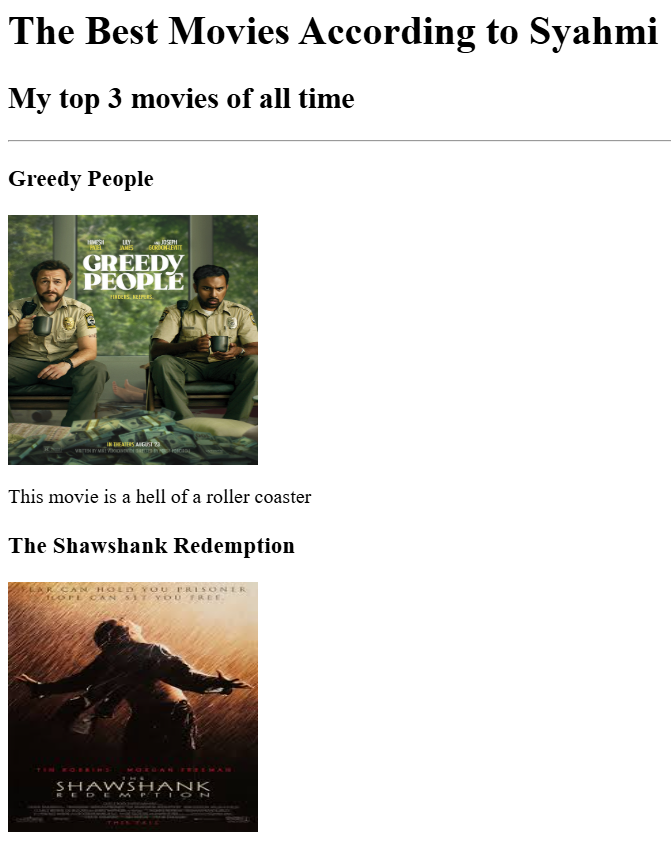 The Best Movies According to Syahmi
My top 3 movies of all time
Greedy People
HIMESH LILY AND JOSEPH
PATEL JAMES GORDON-LEVITT
GREEDY
PEOPLE
FINDERS, KEEPERS.
IN THEATERS AUGUST 23
This movie is a hell of a roller coaster
The Shawshank Redemption
FEAR CAN HOLD YOU PRISONER
HOPE CAN SET YOU FREE.
TIM ROBBINS MORGAN FREEMAN
THE
SHAWSHANK
REDEMPTION
THIS FALL